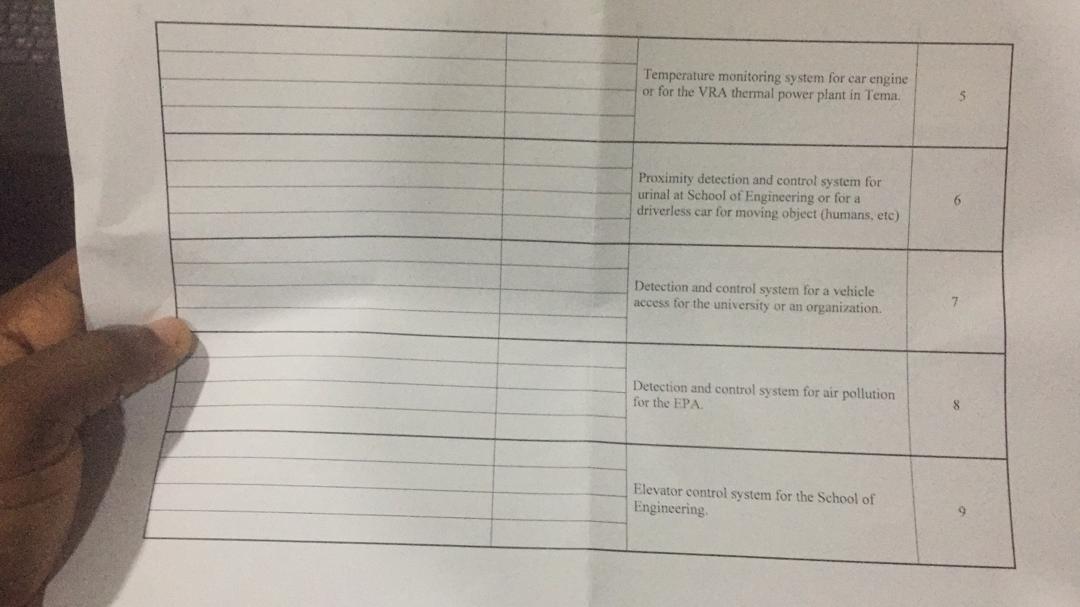 Temperature monitoring system for car engine
or for the VRA thermal power plant in Tema.
5
Proximity detection and control system for
urinal at School of Engineering or for a
driverless car for moving object (humans, etc)
6
Detection and control system for a vehicle
access for the university or an organization.
7
Detection and control system for air pollution
for the EPA.
8
Elevator control system for the School of
Engineering.
9